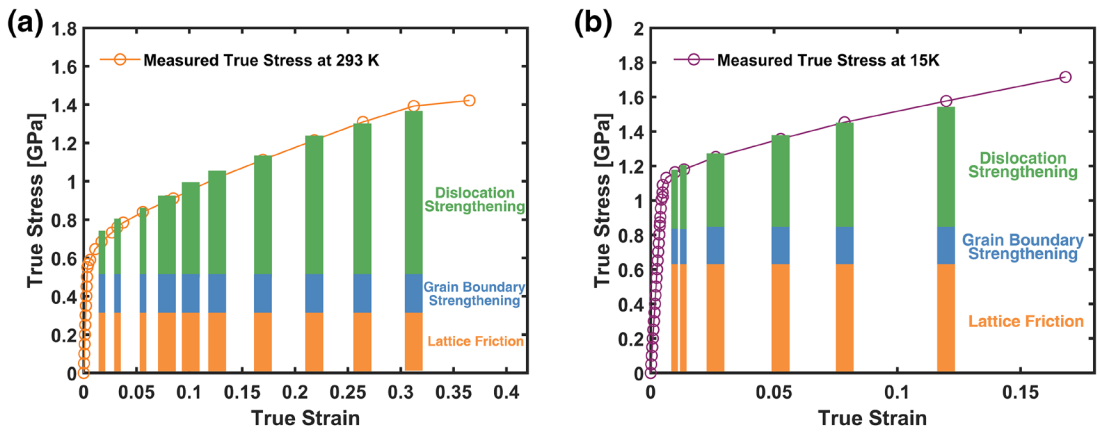 (a)
1.8
1.6
1.4
1.2
1
0.8
0.6
0.4
0.2
0
True Stress [GPa]
Measured True Stress at 293 K
Dislocation
Strengthening
Grain Boundary
Strengthening
Lattice Friction
0 0.05 0.1 0.15 0.2 0.25 0.3 0.35 0.4
True Strain
(b)
2
1.8
1.6
1.4
1.2
1
0.8
0.6
0.4
0.2
0
True Stress [GPa]
Measured True Stress at 15K
Dislocation
Strengthening
Grain Boundary
Strengthening
Lattice Friction
0 0.05 0.1 0.15
True Strain